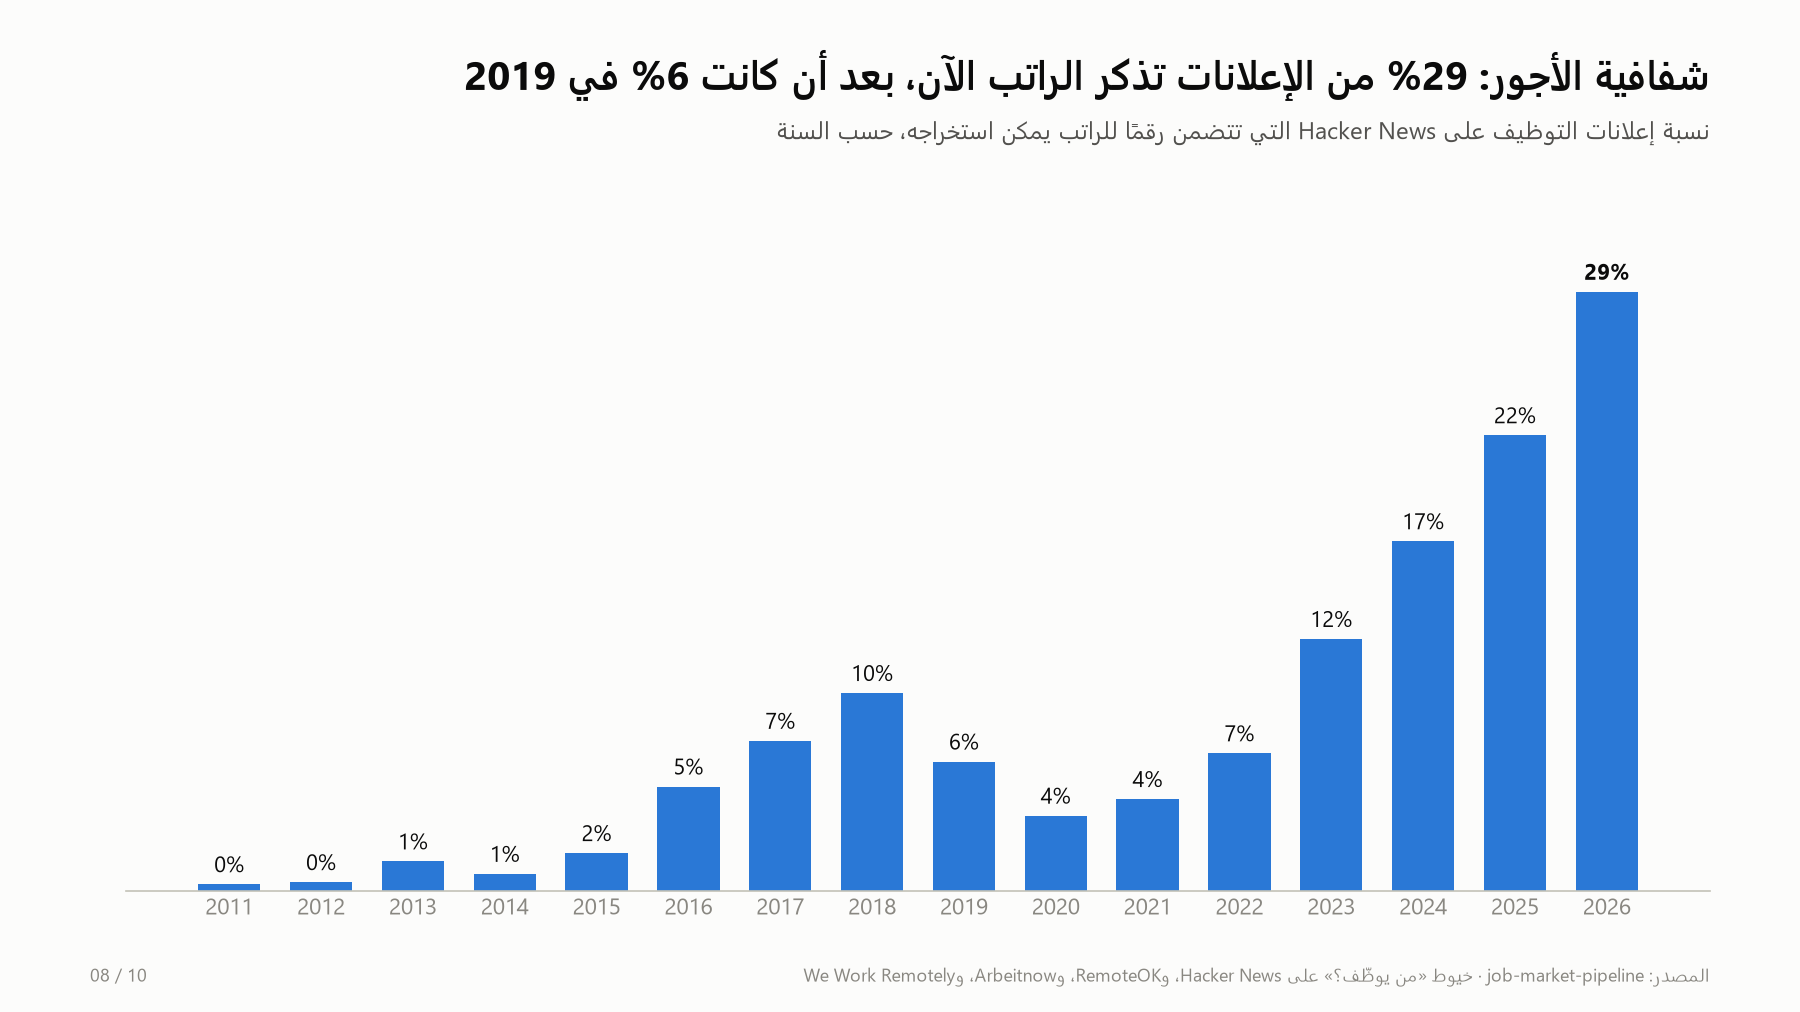 شفافية الأجور: 29% من الإعلانات تذكر الراتب الآن، بعد أن كانت 6% في 2019
نسبة إعلانات التوظيف على Hacker News التي تتضمن رقمًا للراتب يمكن استخراجه، حسب السنة
0% 0% 1% 1% 2% 5% 7% 10% 6% 4% 4% 7% 12% 17% 22% 29%
2011 2012 2013 2014 2015 2016 2017 2018 2019 2020 2021 2022 2023 2024 2025 2026
المصدر: job-market-pipeline · خيوط «من يوظّف؟» على Hacker News، وRemoteOK، وArbeitnow، وWe Work Remotely
08 / 10